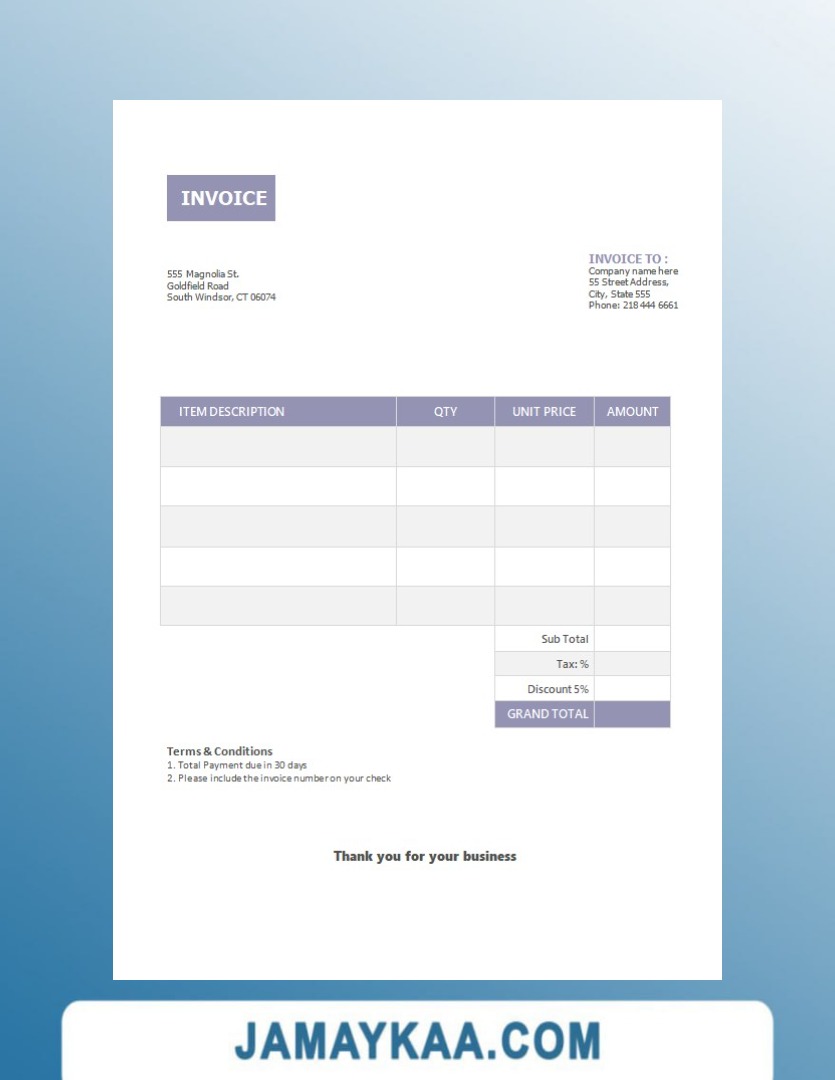 INVOICE
555 Magnolia St.
Goldfield Road
South Windsor, CT 06074
INVOICE TO :
Company name here
55 Street Address,
City, State 555
Phone: 218 444 6661
ITEM DESCRIPTION QTY UNIT PRICE AMOUNT
Sub Total
Tax: %
Discount 5%
GRAND TOTAL
Terms & Conditions
1. Total Payment due in 30 days
2. Please include the invoice number on your check
Thank you for your business
JAMAYKAA.COM